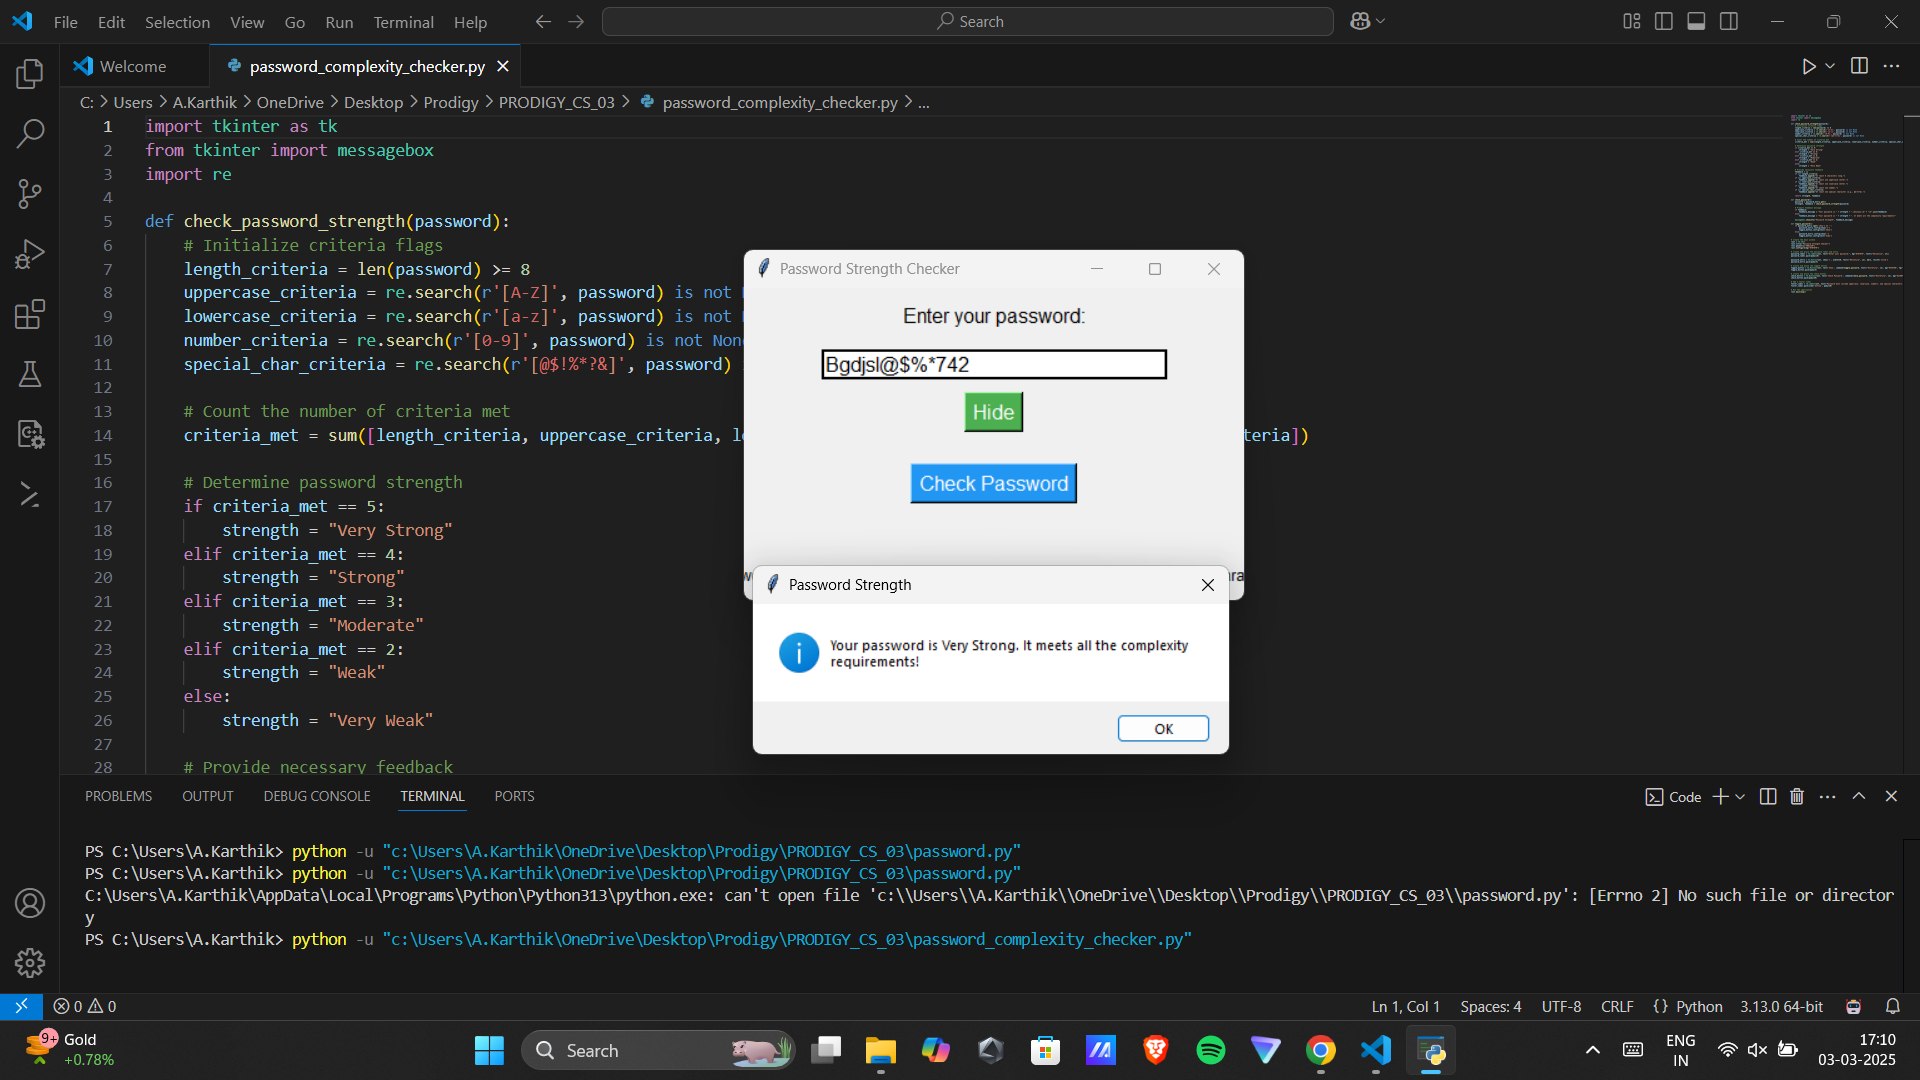 File Edit Selection View Go Run Terminal Help
Search
Welcome
password_complexity_checker.py
C: > Users > A.Karthik > OneDrive > Desktop > Prodigy > PRODIGY_CS_03 > password_complexity_checker.py > ...
1 import tkinter as tk
2 from tkinter import messagebox
3 import re
4
5 def check_password_strength(password):
6 # Initialize criteria flags
7 length_criteria = len(password) >= 8
8 uppercase_criteria = re.search(r'[A-Z]', password) is not
9 lowercase_criteria = re.search(r'[a-z]', password) is not
10 number_criteria = re.search(r'[0-9]', password) is not Non
11 special_char_criteria = re.search(r'[@$!%*?&]', password)
12
13 # Count the number of criteria met
14 criteria_met = sum([length_criteria, uppercase_criteria, l teria])
15
16 # Determine password strength
17 if criteria_met == 5:
18 strength = "Very Strong"
19 elif criteria_met == 4:
20 strength = "Strong"
21 elif criteria_met == 3:
22 strength = "Moderate"
23 elif criteria_met == 2:
24 strength = "Weak"
25 else:
26 strength = "Very Weak"
27
28 # Provide necessary feedback
Password Strength Checker
Enter your password:
Bgdjsl@$%*742
Hide
Check Password
Password Strength
Your password is Very Strong. It meets all the complexity
requirements!
OK
PROBLEMS OUTPUT DEBUG CONSOLE TERMINAL PORTS
Code
PS C:\Users\A.Karthik> python -u "c:\Users\A.Karthik\OneDrive\Desktop\Prodigy\PRODIGY_CS_03\password.py"
PS C:\Users\A.Karthik> python -u "c:\Users\A.Karthik\OneDrive\Desktop\Prodigy\PRODIGY_CS_03\password.py"
C:\Users\A.Karthik\AppData\Local\Programs\Python\Python313\python.exe: can't open file 'c:\\Users\\A.Karthik\\OneDrive\\Desktop\\Prodigy\\PRODIGY_CS_03\\password.py': [Errno 2] No such file or director
y
PS C:\Users\A.Karthik> python -u "c:\Users\A.Karthik\OneDrive\Desktop\Prodigy\PRODIGY_CS_03\password_complexity_checker.py"
0 0
Ln 1, Col 1 Spaces: 4 UTF-8 CRLF {} Python 3.13.0 64-bit
9+ Gold
+0.78%
Search
ENG
IN
17:10
03-03-2025